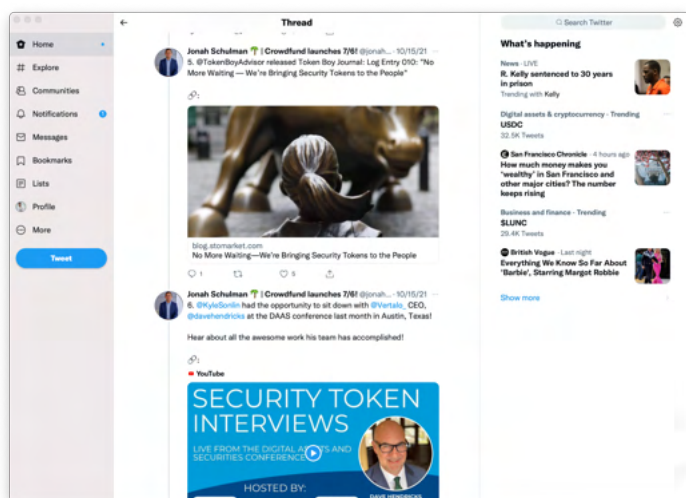 Home
Explore
Communities
Notifications
Messages
Bookmarks
Lists
Profile
More
Tweet
Thread
Jonah Schulman 🌳 | Crowdfund launches 7/6! @jonah... · 10/15/21
5. @TokenBoyAdvisor released Token Boy Journal: Log Entry 010: "No
More Waiting — We're Bringing Security Tokens to the People"
🔗:
blog.stomarket.com
No More Waiting—We're Bringing Security Tokens to the People
1
5
Jonah Schulman 🌳 | Crowdfund launches 7/6! @jonah... · 10/15/21
6. @KyleSonlin had the opportunity to sit down with @Vertalo_ CEO,
@davehendricks at the DAAS conference last month in Austin, Texas!
Hear about all the awesome work his team has accomplished!
🔗:
YouTube
SECURITY TOKEN
INTERVIEWS
LIVE FROM THE DIGITAL ASSETS AND
SECURITIES CONFERENCE
HOSTED BY:
DAVE HENDRICKS
Search Twitter
What's happening
News · LIVE
R. Kelly sentenced to 30 years
in prison
Trending with Kelly
Digital assets & cryptocurrency · Trending
USDC
32.5K Tweets
San Francisco Chronicle · 4 hours ago
How much money makes you
'wealthy' in San Francisco and
other major cities? The number
keeps rising
Business and finance · Trending
$LUNC
29.4K Tweets
British Vogue · Last night
Everything We Know So Far About
'Barbie', Starring Margot Robbie
Show more